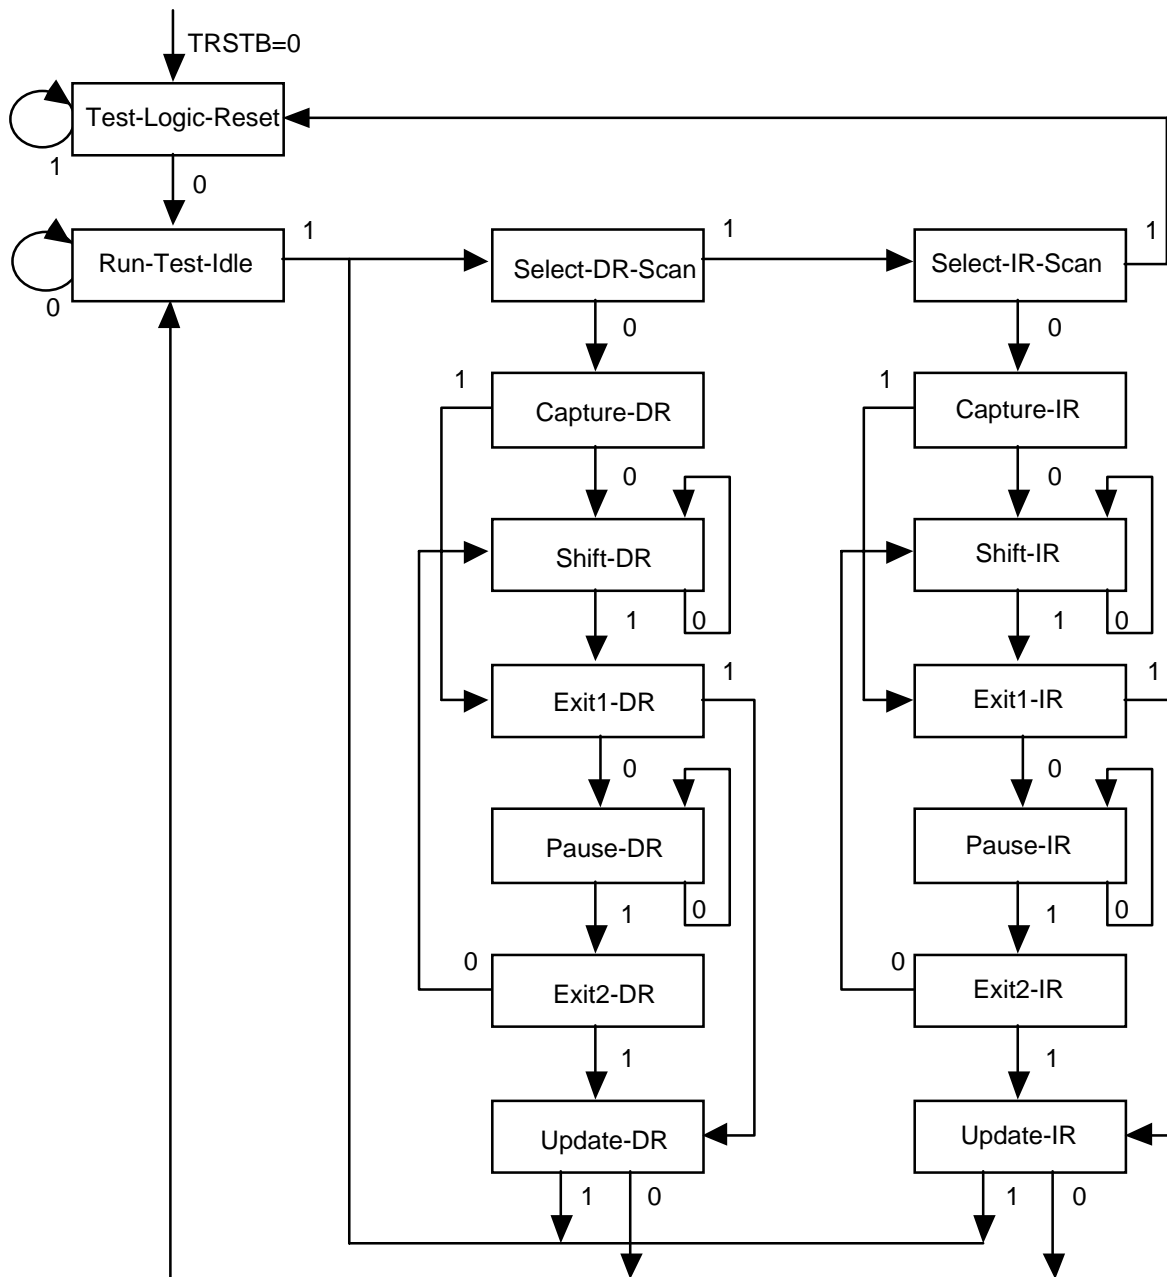 TRSTB=0
Test-Logic-Reset
1
0
Run-Test-Idle
0
1
Select-DR-Scan
1
Select-IR-Scan
1
0
0
1
Capture-DR
1
Capture-IR
0
0
Shift-DR
Shift-IR
1
0
1
0
Exit1-DR
1
Exit1-IR
1
0
0
Pause-DR
Pause-IR
1
0
1
0
0
Exit2-DR
0
Exit2-IR
1
1
Update-DR
Update-IR
1
0
1
0